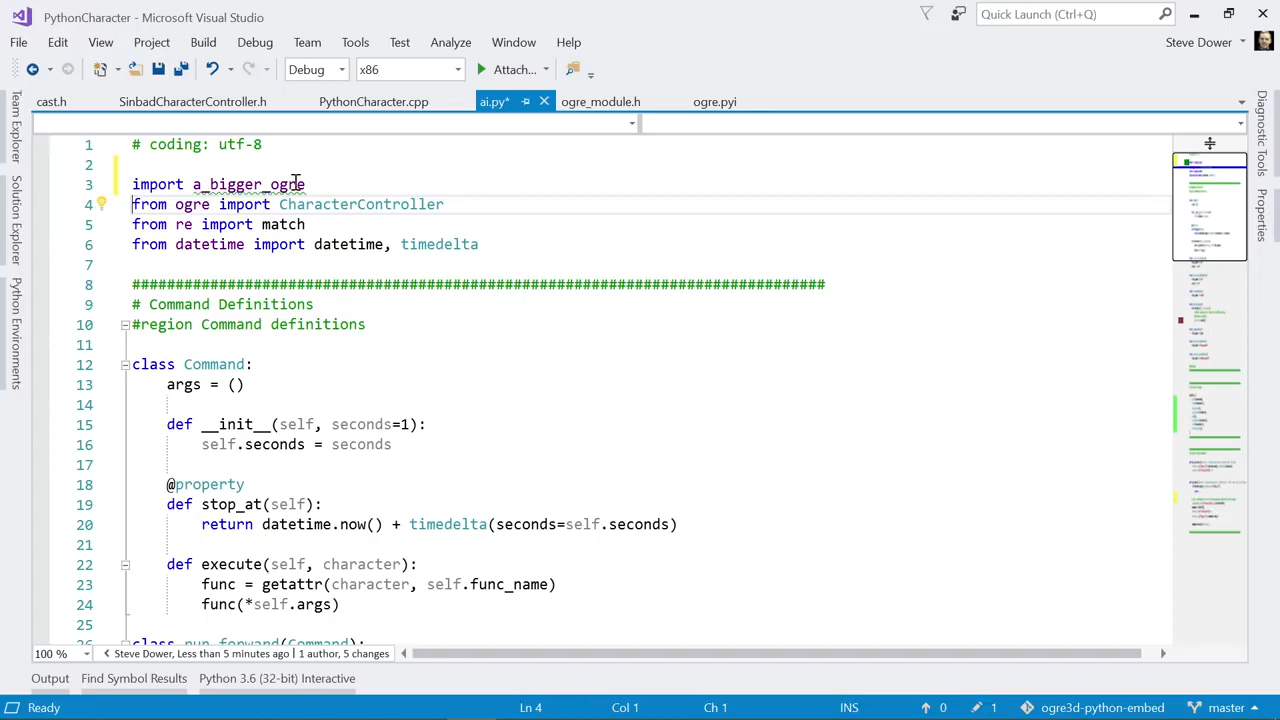 PythonCharacter - Microsoft Visual Studio
Quick Launch (Ctrl+Q)
File Edit View Project Build Debug Team Tools Test Analyze Window Help
Steve Dower
Debug x86 Attach...
cast.h SinbadCharacterController.h PythonCharacter.cpp ai.py* ogre_module.h ogre.pyi
Team Explorer
Solution Explorer
Python Environments
Diagnostic Tools
Properties
1 # coding: utf-8
2
3 import a_bigger_ogre
4 from ogre import CharacterController
5 from re import match
6 from datetime import datetime, timedelta
7
8 ################################################################################
9 # Command Definitions
10 #region Command definitions
11
12 class Command:
13 args = ()
14
15 def __init__(self, seconds=1):
16 self.seconds = seconds
17
18 @property
19 def stop_at(self):
20 return datetime.now() + timedelta(seconds=self.seconds)
21
22 def execute(self, character):
23 func = getattr(character, self.func_name)
24 func(*self.args)
25
26 class run_forward(Command):
100 % Steve Dower, Less than 5 minutes ago | 1 author, 5 changes
Output Find Symbol Results Python 3.6 (32-bit) Interactive
Ready Ln 4 Col 1 Ch 1 INS 0 1 ogre3d-python-embed master